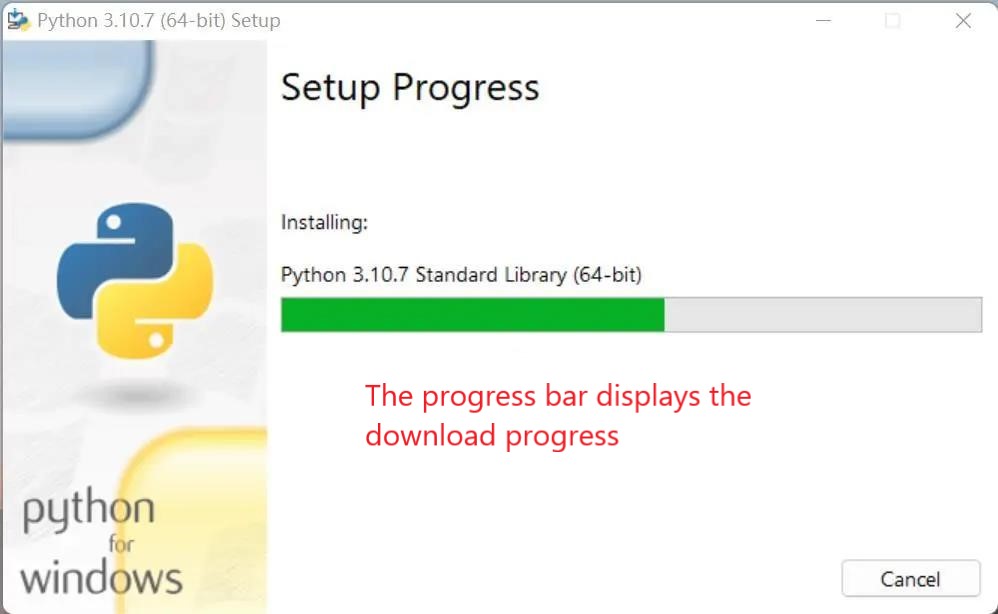 Python 3.10.7 (64-bit) Setup
Setup Progress
Installing:
Python 3.10.7 Standard Library (64-bit)
The progress bar displays the
download progress
python
for
windows
Cancel